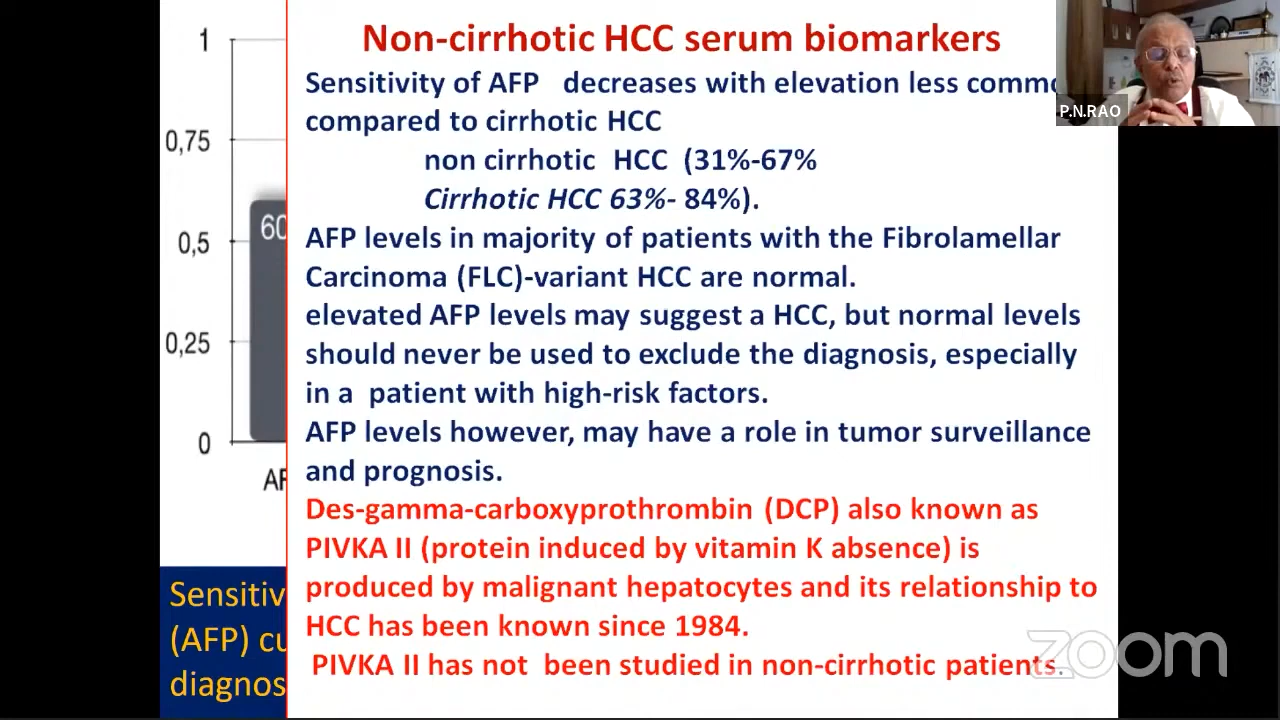 Non-cirrhotic HCC serum biomarkers
Sensitivity of AFP decreases with elevation less
compared to cirrhotic HCC
non cirrhotic HCC (31%-67%
Cirrhotic HCC 63%- 84%).
AFP levels in majority of patients with the Fibrolamellar
Carcinoma (FLC)-variant HCC are normal.
elevated AFP levels may suggest a HCC, but normal levels
should never be used to exclude the diagnosis, especially
in a patient with high-risk factors.
AFP levels however, may have a role in tumor surveillance
and prognosis.
Des-gamma-carboxyprothrombin (DCP) also known as
PIVKA II (protein induced by vitamin K absence) is
produced by malignant hepatocytes and its relationship to
HCC has been known since 1984.
PIVKA II has not been studied in non-cirrhotic patients.
1
0,75
0,5
0,25
0
60
(AFP)
P.N.RAO
zoom